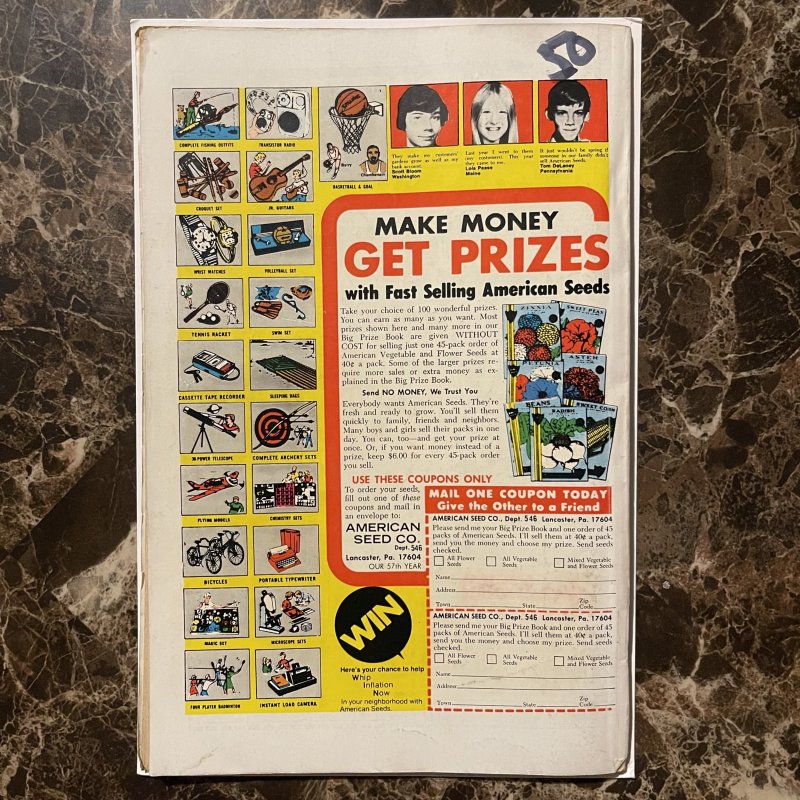 50
COMPLETE FISHING OUTFITS
TRANSISTOR RADIO
BASKETBALL & GOAL
CROQUET SET
JR. GUITARS
WRIST WATCHES
VOLLEYBALL SET
TENNIS RACKET
SWIM SET
CASSETTE TAPE RECORDER
SLEEPING BAGS
30-POWER TELESCOPE
COMPLETE ARCHERY SETS
FLYING MODELS
CHEMISTRY SETS
BICYCLES
PORTABLE TYPEWRITER
MAGIC SET
MICROSCOPE SETS
FOUR PLAYER BADMINTON
INSTANT LOAD CAMERA
They make my customers'
gardens grow as well as my
bank account.
Scott Bloom
Washington
Last year I went to them
(my customers). This year
they came to me.
Lois Pease
Maine
It just wouldn't be spring if
someone in our family didn't
sell American Seeds.
Tom DeLaney
Pennsylvania
MAKE MONEY
GET PRIZES
with Fast Selling American Seeds
Take your choice of 100 wonderful prizes.
You can earn as many as you want. Most
prizes shown here and many more in our
Big Prize Book are given WITHOUT
COST for selling just one 45-pack order of
American Vegetable and Flower Seeds at
40¢ a pack. Some of the larger prizes re-
quire more sales or extra money as ex-
plained in the Big Prize Book.
Send NO MONEY, We Trust You
Everybody wants American Seeds. They're
fresh and ready to grow. You'll sell them
quickly to family, friends and neighbors.
Many boys and girls sell their packs in one
day. You can, too—and get your prize at
once. Or, if you want money instead of a
prize, keep $6.00 for every 45-pack order
you sell.
ZINNIA
SWEET PEAS
PETUNIA
ASTER
BEANS
RADISH
SWEET CORN
USE THESE COUPONS ONLY
To order your seeds,
fill out one of these
coupons and mail in
an envelope to:
AMERICAN
SEED CO.
Dept. 546
Lancaster, Pa. 17604
OUR 57th YEAR
WIN
Here's your chance to help
Whip
Inflation
Now
in your neighborhood with
American Seeds.
MAIL ONE COUPON TODAY
Give the Other to a Friend
AMERICAN SEED CO., Dept. 546 Lancaster, Pa. 17604
Please send me your Big Prize Book and one order of 45
packs of American Seeds. I'll sell them at 40¢ a pack,
send you the money and choose my prize. Send seeds
checked.
All Flower Seeds
All Vegetable Seeds
Mixed Vegetable and Flower Seeds
Name
Address
Town State Zip Code
AMERICAN SEED CO., Dept. 546 Lancaster, Pa. 17604
Please send me your Big Prize Book and one order of 45
packs of American Seeds. I'll sell them at 40¢ a pack,
send you the money and choose my prize. Send seeds
checked.
All Flower Seeds
All Vegetable Seeds
Mixed Vegetable and Flower Seeds
Name
Address
Town State Zip Code